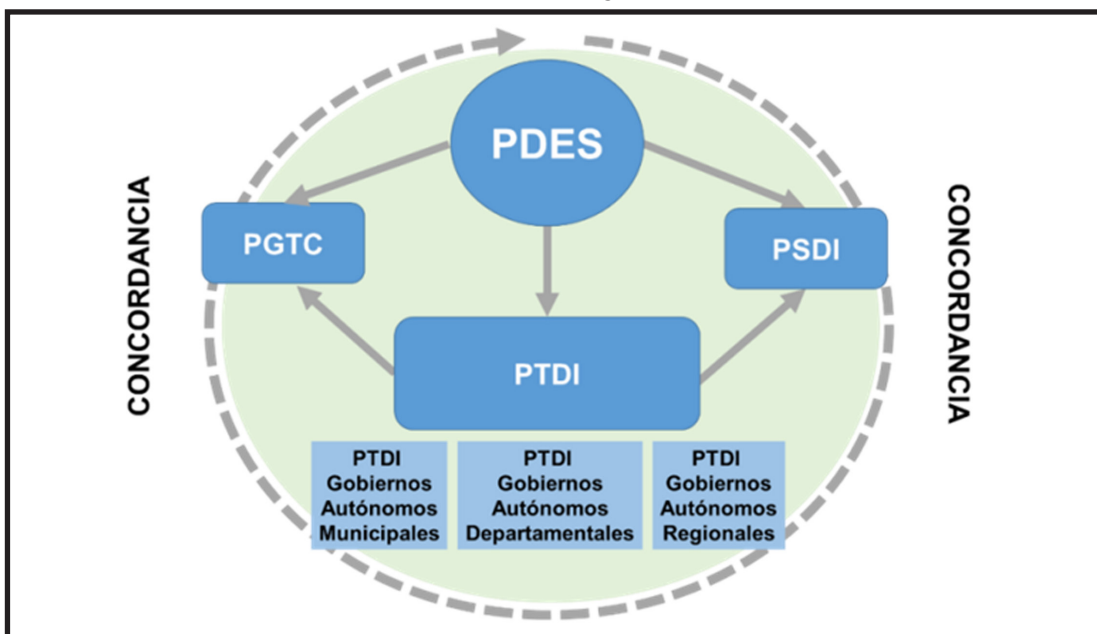 PDES
CONCORDANCIA
PGTC
PSDI
CONCORDANCIA
PTDI
PTDI
Gobiernos
Autónomos
Municipales
PTDI
Gobiernos
Autónomos
Departamentales
PTDI
Gobiernos
Autónomos
Regionales